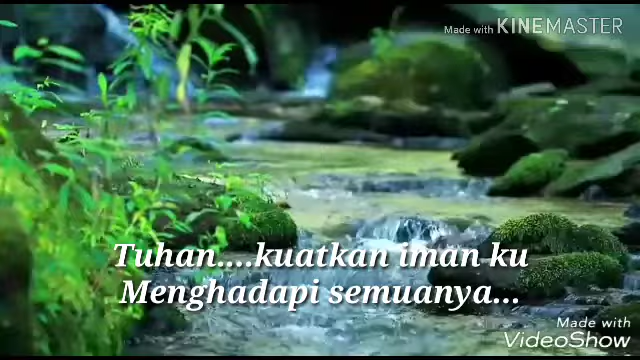 Made with KINEMASTER
Tuhan....kuatkan iman ku
Menghadapi semuanya...
Made with
VideoShow